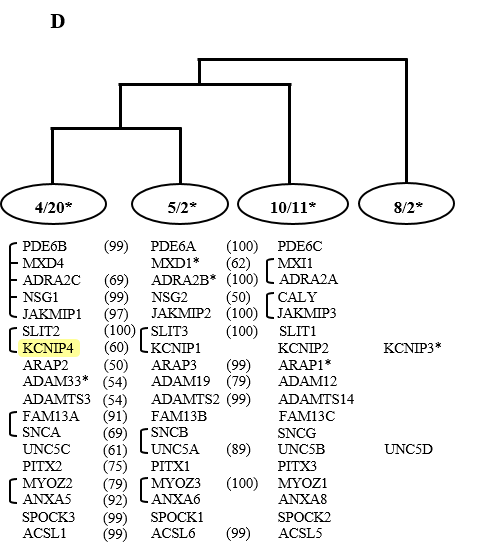 D
4/20* 5/2* 10/11* 8/2*
PDE6B (99) PDE6A (100) PDE6C
MXD4 MXD1* (62) MXI1
ADRA2C (69) ADRA2B* (100) ADRA2A
NSG1 (99) NSG2 (50) CALY
JAKMIP1 (97) JAKMIP2 (100) JAKMIP3
SLIT2 (100) SLIT3 (100) SLIT1
KCNIP4 (60) KCNIP1 KCNIP2 KCNIP3*
ARAP2 (50) ARAP3 (99) ARAP1*
ADAM33* (54) ADAM19 (79) ADAM12
ADAMTS3 (54) ADAMTS2 (99) ADAMTS14
FAM13A (91) FAM13B FAM13C
SNCA (69) SNCB SNCG
UNC5C (61) UNC5A (89) UNC5B UNC5D
PITX2 (75) PITX1 PITX3
MYOZ2 (79) MYOZ3 (100) MYOZ1
ANXA5 (92) ANXA6 ANXA8
SPOCK3 (99) SPOCK1 SPOCK2
ACSL1 (99) ACSL6 (99) ACSL5